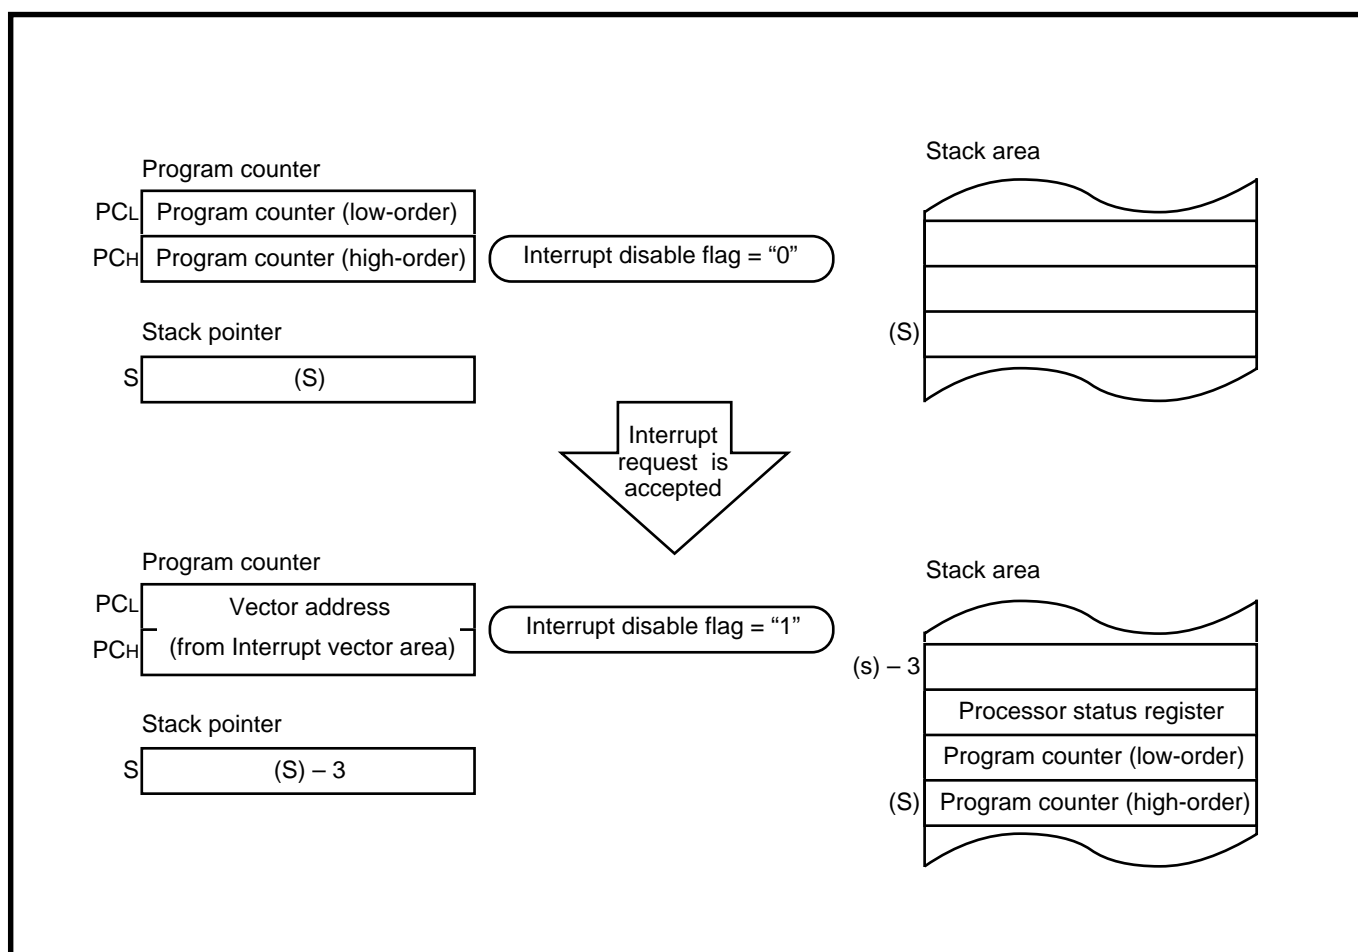 Program counter
PCL Program counter (low-order)
PCH Program counter (high-order)
Interrupt disable flag = “0”
Stack pointer
S (S)
Stack area
(S)
Interrupt
request is
accepted
Program counter
PCL Vector address
PCH (from Interrupt vector area)
Interrupt disable flag = “1”
Stack pointer
S (S) – 3
Stack area
(s) – 3
Processor status register
Program counter (low-order)
(S) Program counter (high-order)